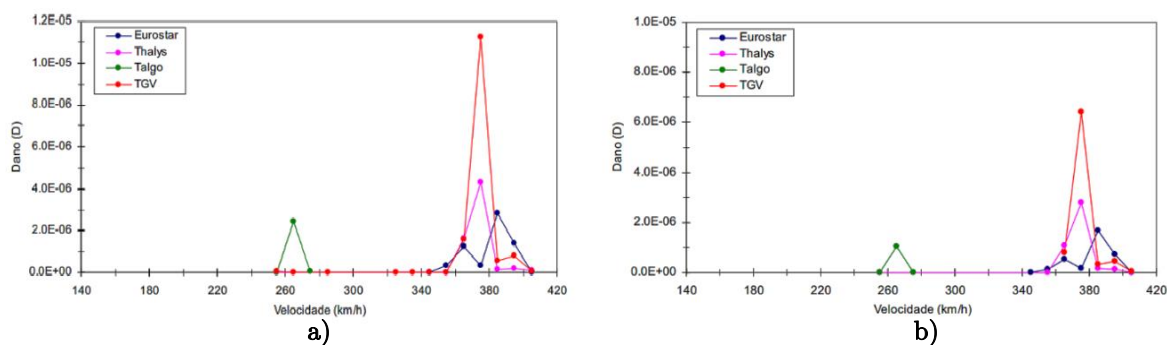 1.2E-05
1.0E-05
8.0E-06
6.0E-06
4.0E-06
2.0E-06
0.0E+00
Dano (D)
Eurostar
Thalys
Talgo
TGV
140 180 220 260 300 340 380 420
Velocidade (km/h)
a)
1.0E-05
8.0E-06
6.0E-06
4.0E-06
2.0E-06
0.0E+00
Dano (D)
Eurostar
Thalys
Talgo
TGV
140 180 220 260 300 340 380 420
Velocidade (km/h)
b)